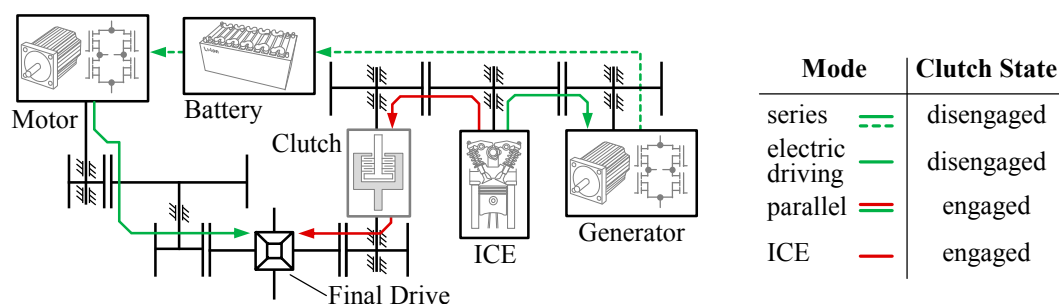 Motor
Battery
Li-Ion
Clutch
ICE
Generator
Final Drive
Mode Clutch State
series disengaged
electric
driving disengaged
parallel engaged
ICE engaged